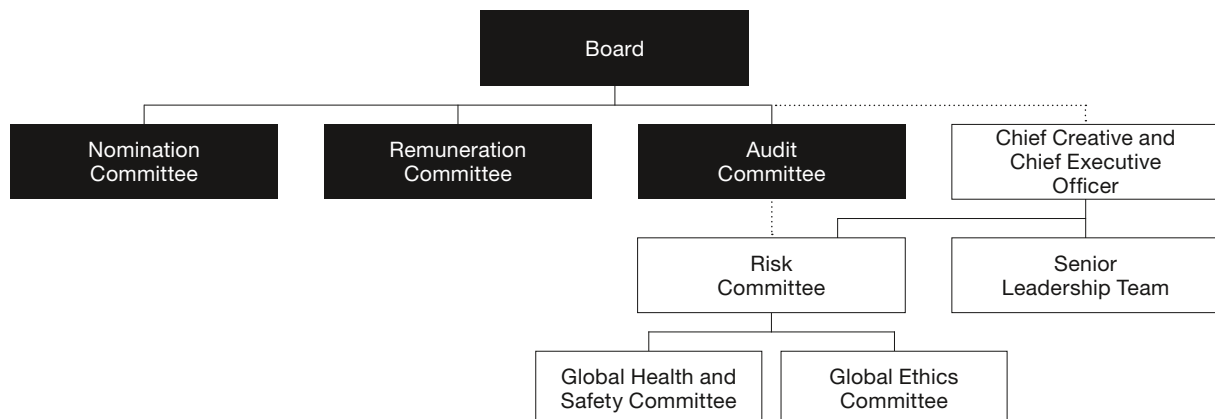 Board
Nomination
Committee
Remuneration
Committee
Audit
Committee
Chief Creative and
Chief Executive
Officer
Risk
Committee
Senior
Leadership Team
Global Health and
Safety Committee
Global Ethics
Committee